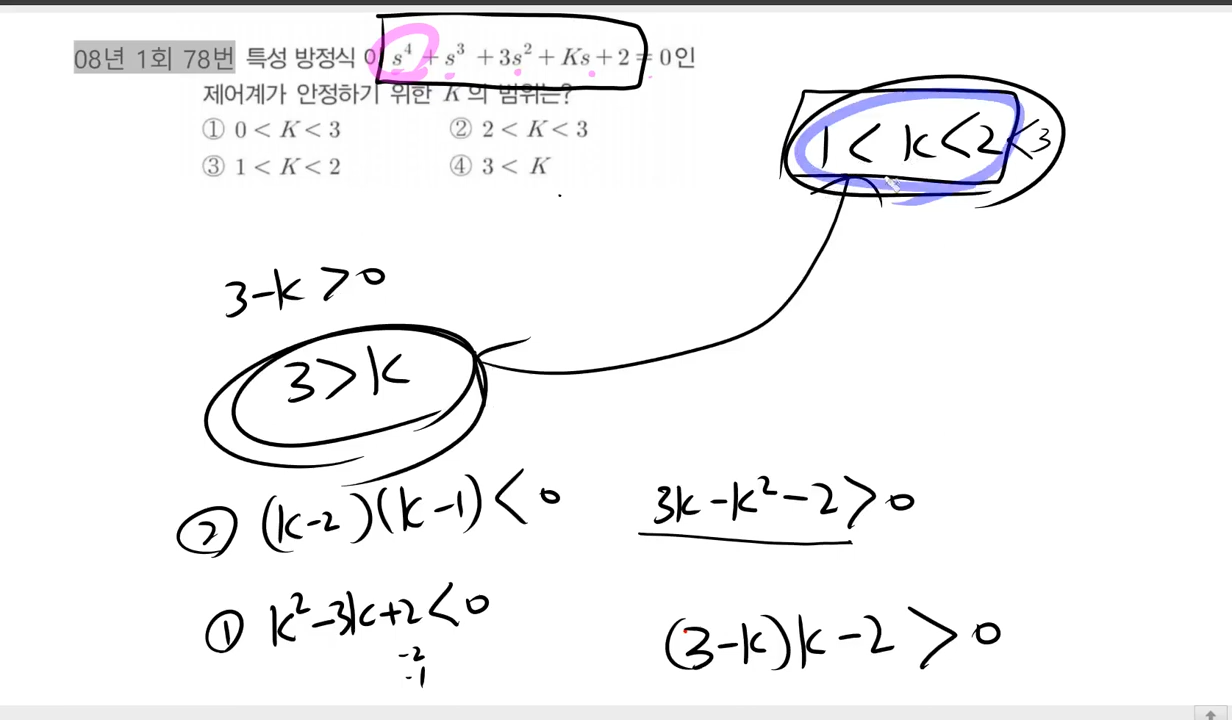 08년 1회 78번 특성 방정식 이 s⁴ + s³ + 3s² + Ks + 2 = 0인
제어계가 안정하기 위한 K의 범위는?
① 0 < K < 3 ② 2 < K < 3
③ 1 < K < 2 ④ 3 < K
1 < k < 2 < 3
3-k > 0
3 > k
② (k-2)(k-1) < 0
3k - k² - 2 > 0
① k² - 3k + 2 < 0
-2
-1
(3-k)k - 2 > 0